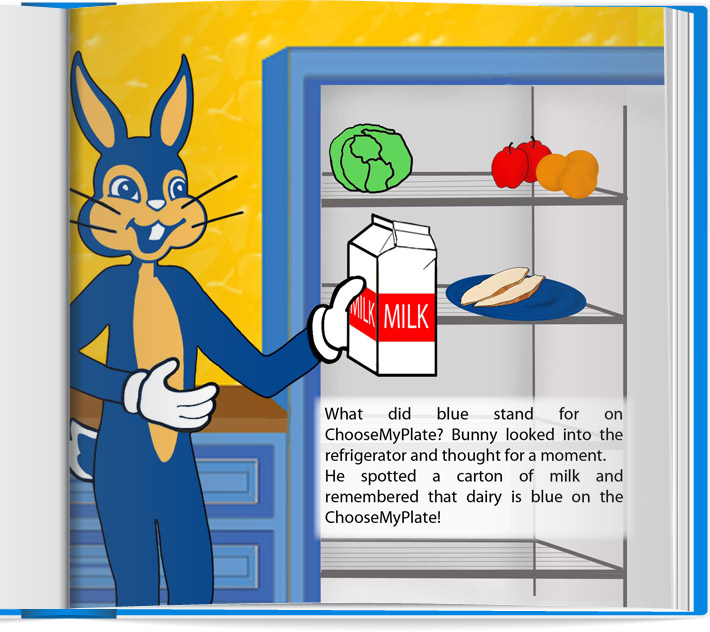 MILK MILK
What did blue stand for on
ChooseMyPlate? Bunny looked into the
refrigerator and thought for a moment.
He spotted a carton of milk and
remembered that dairy is blue on the
ChooseMyPlate!